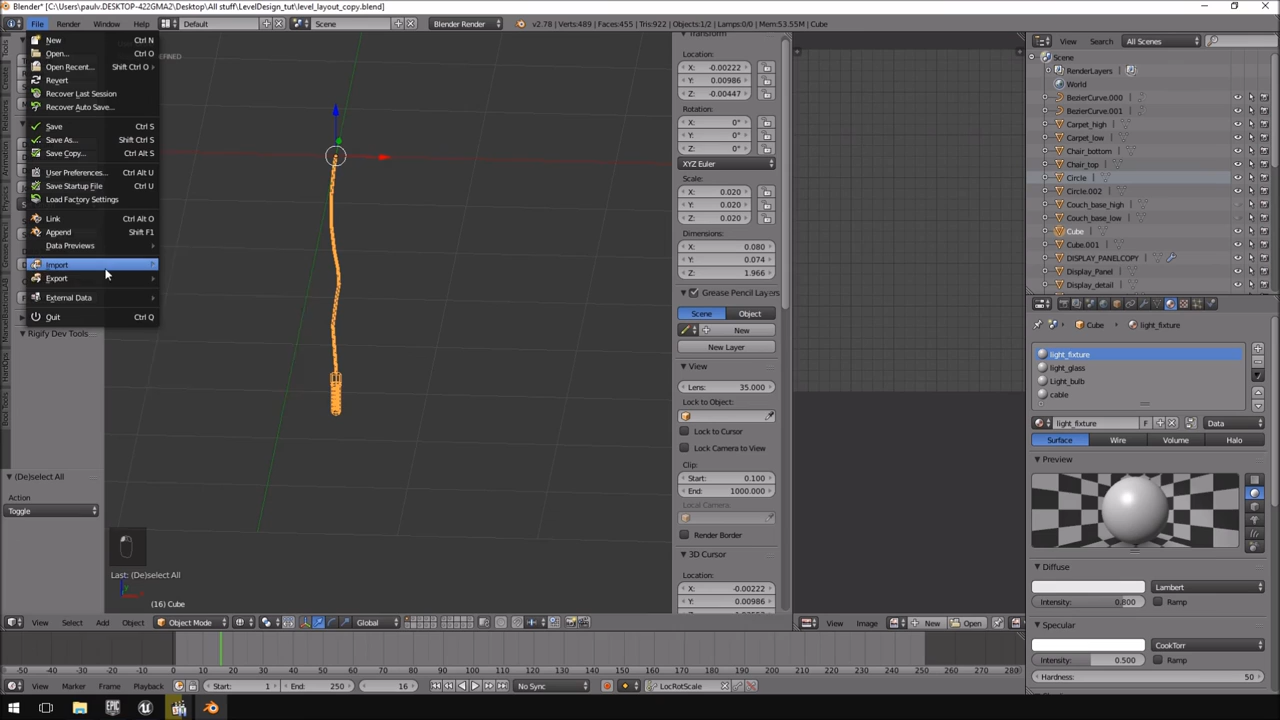 Blender* [C:\Users\paulv.DESKTOP-422GMA2\Desktop\All stuff\LevelDesign_tut\level_layout_copy.blend]
File Render Window Help Default Scene Blender Render v2.78 | Verts:489 | Faces:455 | Tris:922 | Objects:1/2 | Lamps:0/0 | Mem:53.55M | Cube
New Ctrl N
Open... Ctrl O
Open Recent... Shift Ctrl O
Revert
Recover Last Session
Recover Auto Save...
Save Ctrl S
Save As... Shift Ctrl S
Save Copy... Ctrl Alt S
User Preferences... Ctrl Alt U
Save Startup File Ctrl U
Load Factory Settings
Link Ctrl Alt O
Append Shift F1
Data Previews
Import
Export
External Data
Quit Ctrl Q
Rigify Dev Tools
(De)select All
Action
Toggle
Last: (De)select All
(16) Cube
Transform
Location:
X: -0.00222
Y: 0.00986
Z: -0.00447
Rotation:
X: 0°
Y: 0°
Z: 0°
XYZ Euler
Scale:
X: 0.020
Y: 0.020
Z: 0.020
Dimensions:
X: 0.080
Y: 0.074
Z: 1.966
Grease Pencil Layers
Scene Object
New
New Layer
View
Lens: 35.000
Lock to Object:
Lock to Cursor
Lock Camera to View
Clip:
Start: 0.100
End: 1000.000
Local Camera:
Render Border
3D Cursor
Location:
X: -0.00222
Y: 0.00986
View Search All Scenes
Scene
RenderLayers
World
BezierCurve.000
BezierCurve.001
Carpet_high
Carpet_low
Chair_bottom
Chair_top
Circle
Circle.002
Couch_base_high
Couch_base_low
Cube
Cube.001
DISPLAY_PANELCOPY
Display_Panel
Display_detail
Cube light_fixture
light_fixture
light_glass
Light_bulb
cable
light_fixture F Data
Surface Wire Volume Halo
Preview
Diffuse
Lambert
Intensity: 0.800 Ramp
Specular
CookTorr
Intensity: 0.500 Ramp
Hardness: 50
View Select Add Object Object Mode Global
View Image New Open
-50 -40 -30 -20 -10 0 10 20 30 40 50 60 70 80 90 100 110 120 130 140 150 160 170 180 190 200 210 220 230 240 250 260 270 280
View Marker Frame Playback Start: 1 End: 250 16 No Sync LocRotScale